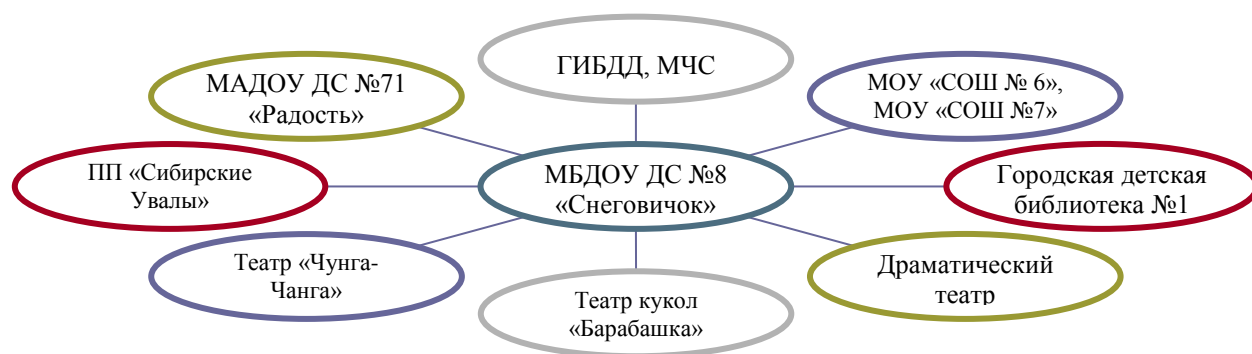 ГИБДД, МЧС
МАДОУ ДС №71
«Радость»
МОУ «СОШ № 6»,
МОУ «СОШ №7»
ПП «Сибирские
Увалы»
МБДОУ ДС №8
«Снеговичок»
Городская детская
библиотека №1
Театр «Чунга-
Чанга»
Театр кукол
«Барабашка»
Драматический
театр